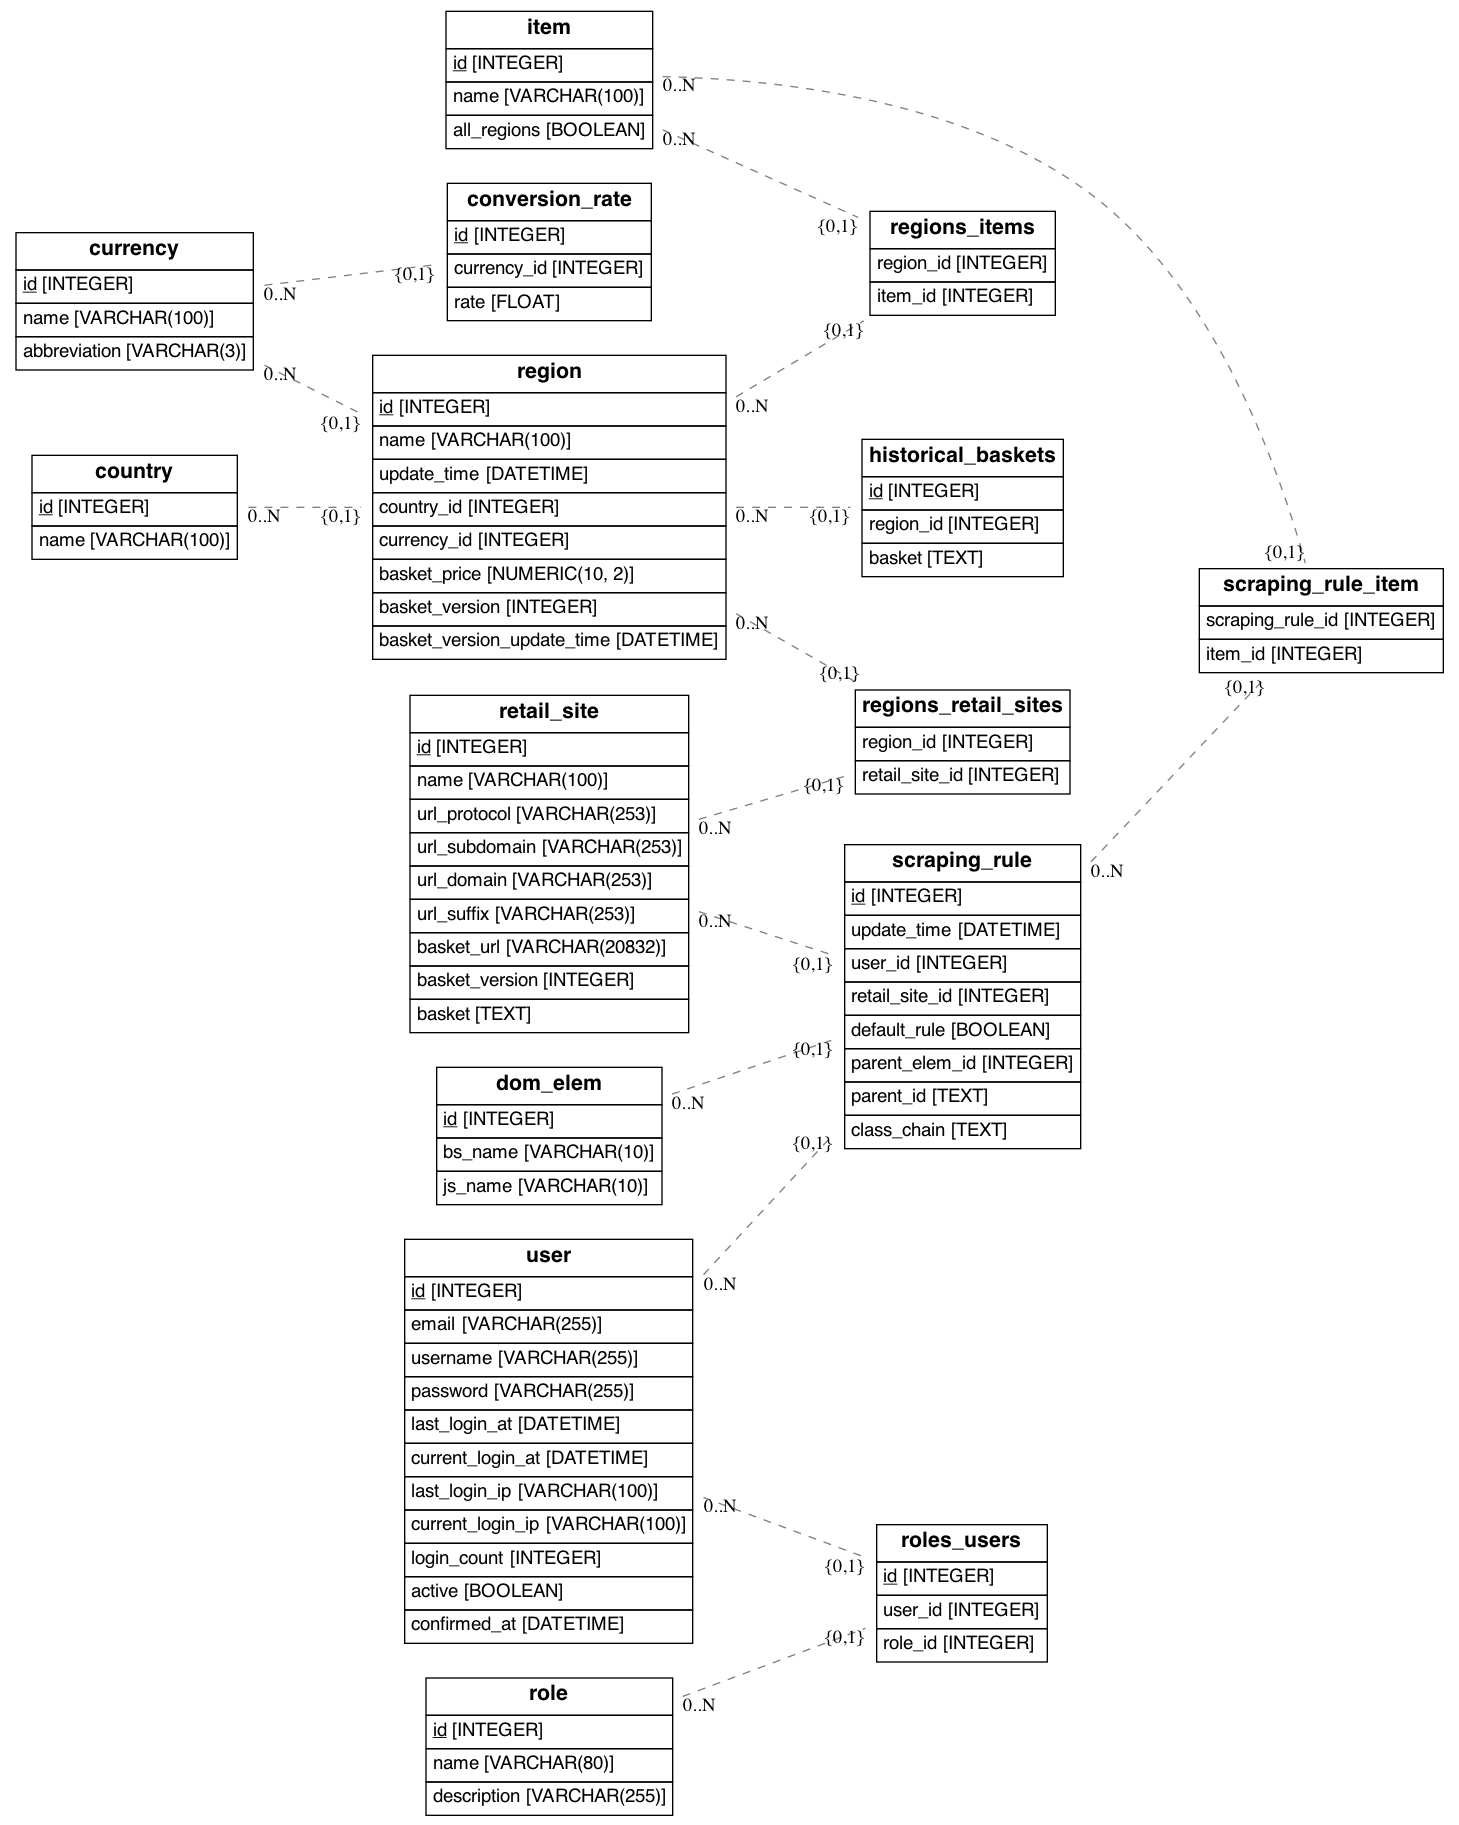 item
id [INTEGER]
name [VARCHAR(100)]
all_regions [BOOLEAN]
0..N
0..N
conversion_rate
id [INTEGER]
currency_id [INTEGER]
rate [FLOAT]
currency
id [INTEGER]
name [VARCHAR(100)]
abbreviation [VARCHAR(3)]
0..N
{0,1}
0..N
{0,1}
regions_items
region_id [INTEGER]
item_id [INTEGER]
{0,1}
{0,1}
region
id [INTEGER]
name [VARCHAR(100)]
update_time [DATETIME]
country_id [INTEGER]
currency_id [INTEGER]
basket_price [NUMERIC(10, 2)]
basket_version [INTEGER]
basket_version_update_time [DATETIME]
0..N
0..N
0..N
country
id [INTEGER]
name [VARCHAR(100)]
0..N
{0,1}
historical_baskets
id [INTEGER]
region_id [INTEGER]
basket [TEXT]
{0,1}
{0,1}
scraping_rule_item
scraping_rule_id [INTEGER]
item_id [INTEGER]
{0,1}
{0,1}
regions_retail_sites
region_id [INTEGER]
retail_site_id [INTEGER]
{0,1}
retail_site
id [INTEGER]
name [VARCHAR(100)]
url_protocol [VARCHAR(253)]
url_subdomain [VARCHAR(253)]
url_domain [VARCHAR(253)]
url_suffix [VARCHAR(253)]
basket_url [VARCHAR(20832)]
basket_version [INTEGER]
basket [TEXT]
0..N
0..N
scraping_rule
id [INTEGER]
update_time [DATETIME]
user_id [INTEGER]
retail_site_id [INTEGER]
default_rule [BOOLEAN]
parent_elem_id [INTEGER]
parent_id [TEXT]
class_chain [TEXT]
0..N
{0,1}
{0,1}
{0,1}
dom_elem
id [INTEGER]
bs_name [VARCHAR(10)]
js_name [VARCHAR(10)]
0..N
user
id [INTEGER]
email [VARCHAR(255)]
username [VARCHAR(255)]
password [VARCHAR(255)]
last_login_at [DATETIME]
current_login_at [DATETIME]
last_login_ip [VARCHAR(100)]
current_login_ip [VARCHAR(100)]
login_count [INTEGER]
active [BOOLEAN]
confirmed_at [DATETIME]
0..N
0..N
roles_users
id [INTEGER]
user_id [INTEGER]
role_id [INTEGER]
{0,1}
{0,1}
role
id [INTEGER]
name [VARCHAR(80)]
description [VARCHAR(255)]
0..N